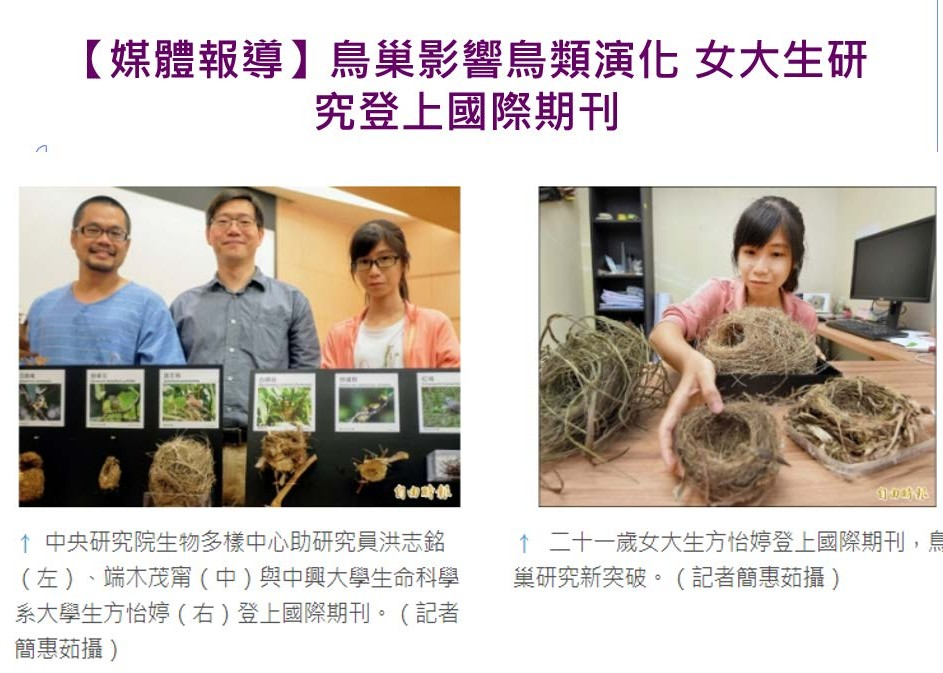 【媒體報導】鳥巢影響鳥類演化 女大生研
究登上國際期刊
自由時報
自由時報
↑ 中央研究院生物多樣中心助研究員洪志銘
（左）、端木茂甯（中）與中興大學生命科學
系大學生方怡婷（右）登上國際期刊。（記者
簡惠茹攝）
↑ 二十一歲女大生方怡婷登上國際期刊，鳥
巢研究新突破。（記者簡惠茹攝）